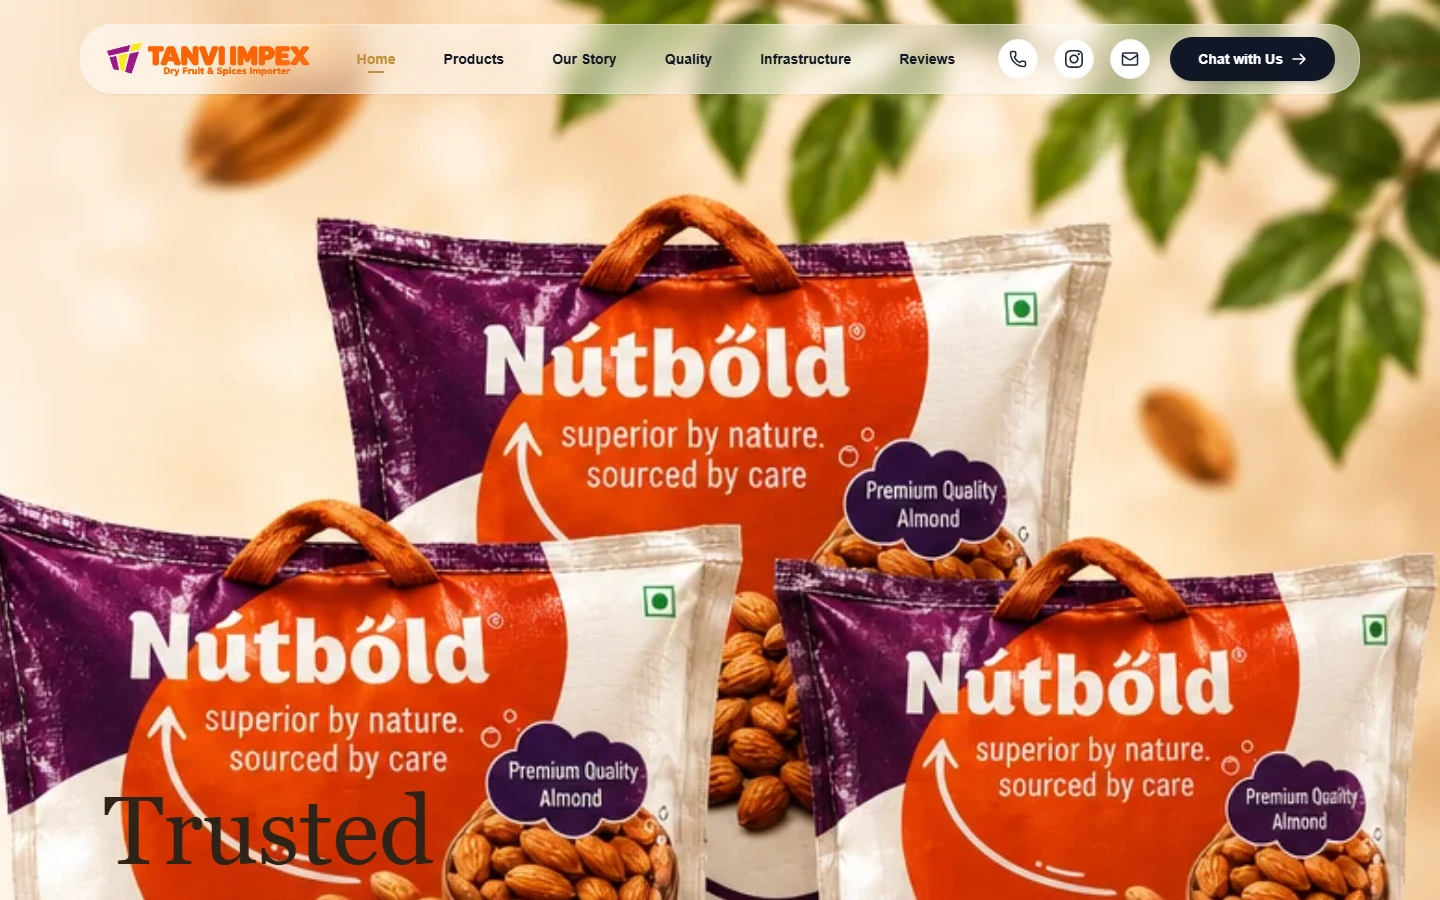 TANVI IMPEX
Dry Fruit & Spices Importer
Home
Products
Our Story
Quality
Infrastructure
Reviews
Chat with Us
Nútbőld
superior by nature.
sourced by care
Premium Quality
Almond
Nútbőld
superior by nature.
sourced by care
Premium Quality
Almond
Nútbőld
superior by nature.
sourced by care
Premium Quality
Almond
Trusted